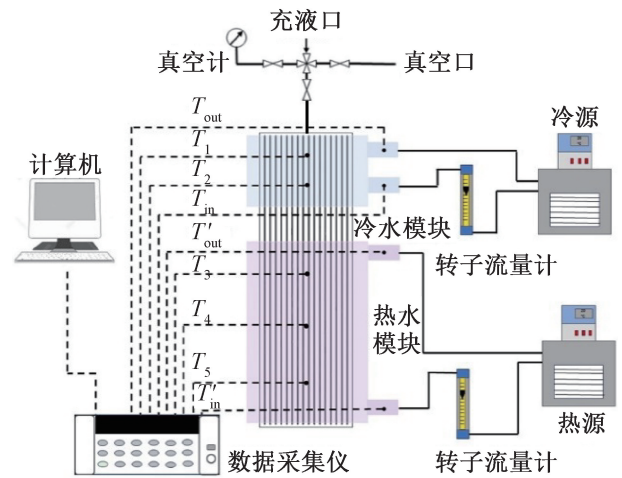 充液口
真空计
真空口
冷源
计算机
T_out
T_1
T_2
T_in
T'_out
冷水模块
转子流量计
T_3
T_4
热水
模块
T_5
T'_in
热源
数据采集仪
转子流量计